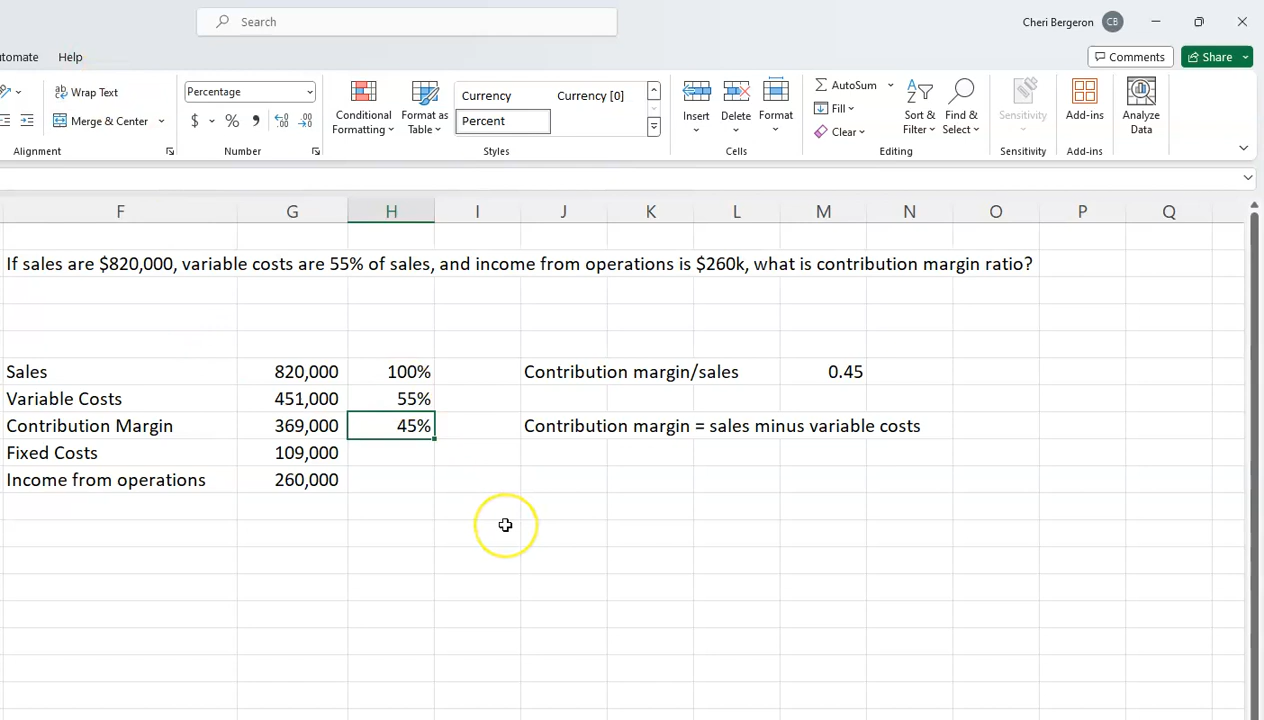 Search
Cheri Bergeron CB
utomate Help Comments Share
Wrap Text Percentage Conditional Formatting Format as Table Currency Currency [0] Insert Delete Format AutoSum Sort & Filter Find & Select Sensitivity Add-ins Analyze Data
Merge & Center $ % Percent Fill
Clear
Alignment Number Styles Cells Editing Sensitivity Add-ins
F G H I J K L M N O P Q
If sales are $820,000, variable costs are 55% of sales, and income from operations is $260k, what is contribution margin ratio?
Sales 820,000 100% Contribution margin/sales 0.45
Variable Costs 451,000 55%
Contribution Margin 369,000 45% Contribution margin = sales minus variable costs
Fixed Costs 109,000
Income from operations 260,000